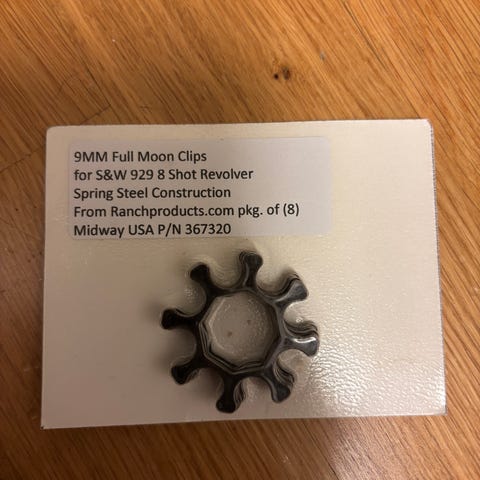 9MM Full Moon Clips
for S&W 929 8 Shot Revolver
Spring Steel Construction
From Ranchproducts.com pkg. of (8)
Midway USA P/N 367320